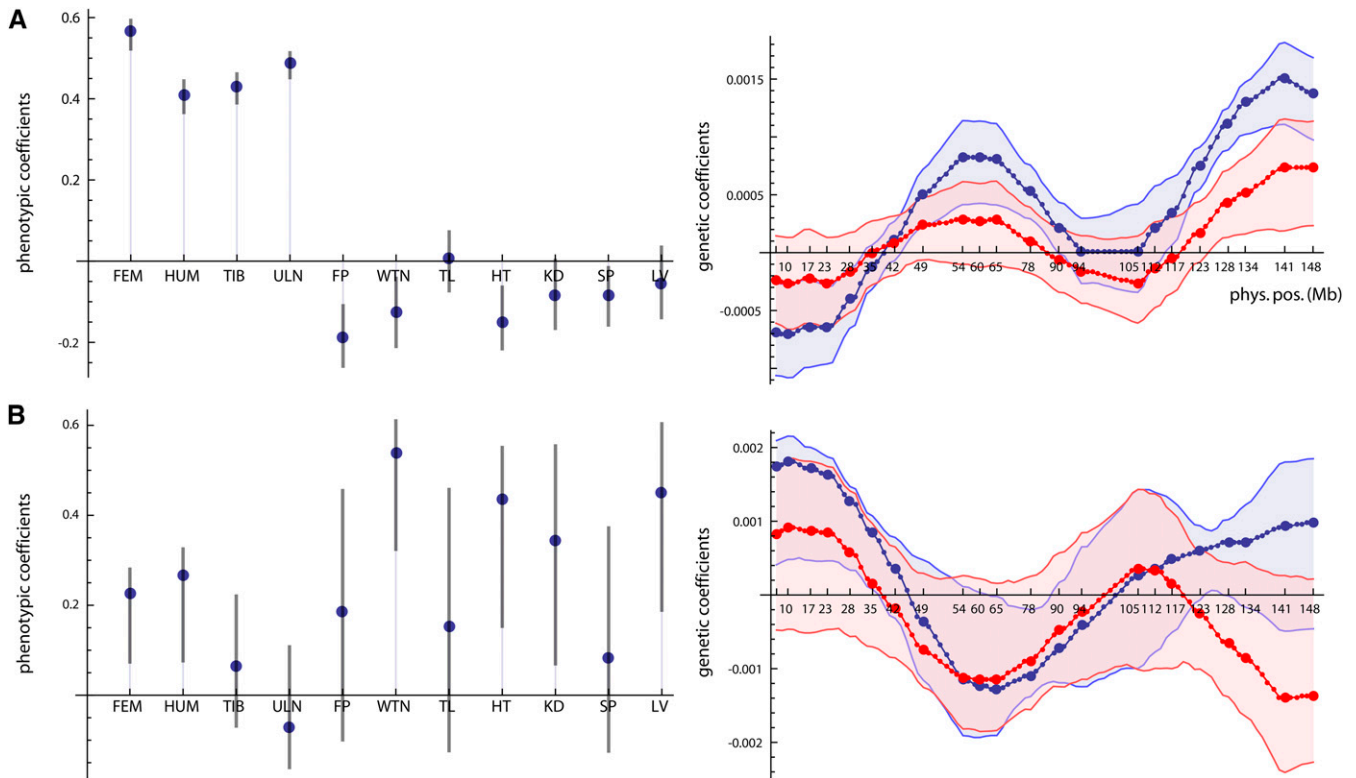 A
phenotypic coefficients
0.6
0.4
0.2
-0.2
FEM HUM TIB ULN FP WTN TL HT KD SP LV
genetic coefficients
0.0015
0.0005
-0.0005
10 17 23 28 35 42 49 54 60 65 78 90 94 105 112 117 123 128 134 141 148
phys. pos. (Mb)
B
phenotypic coefficients
0.6
0.4
0.2
FEM HUM TIB ULN FP WTN TL HT KD SP LV
genetic coefficients
0.002
0.001
-0.001
-0.002
10 17 23 28 35 42 49 54 60 65 78 90 94 105 112 117 123 128 134 141 148